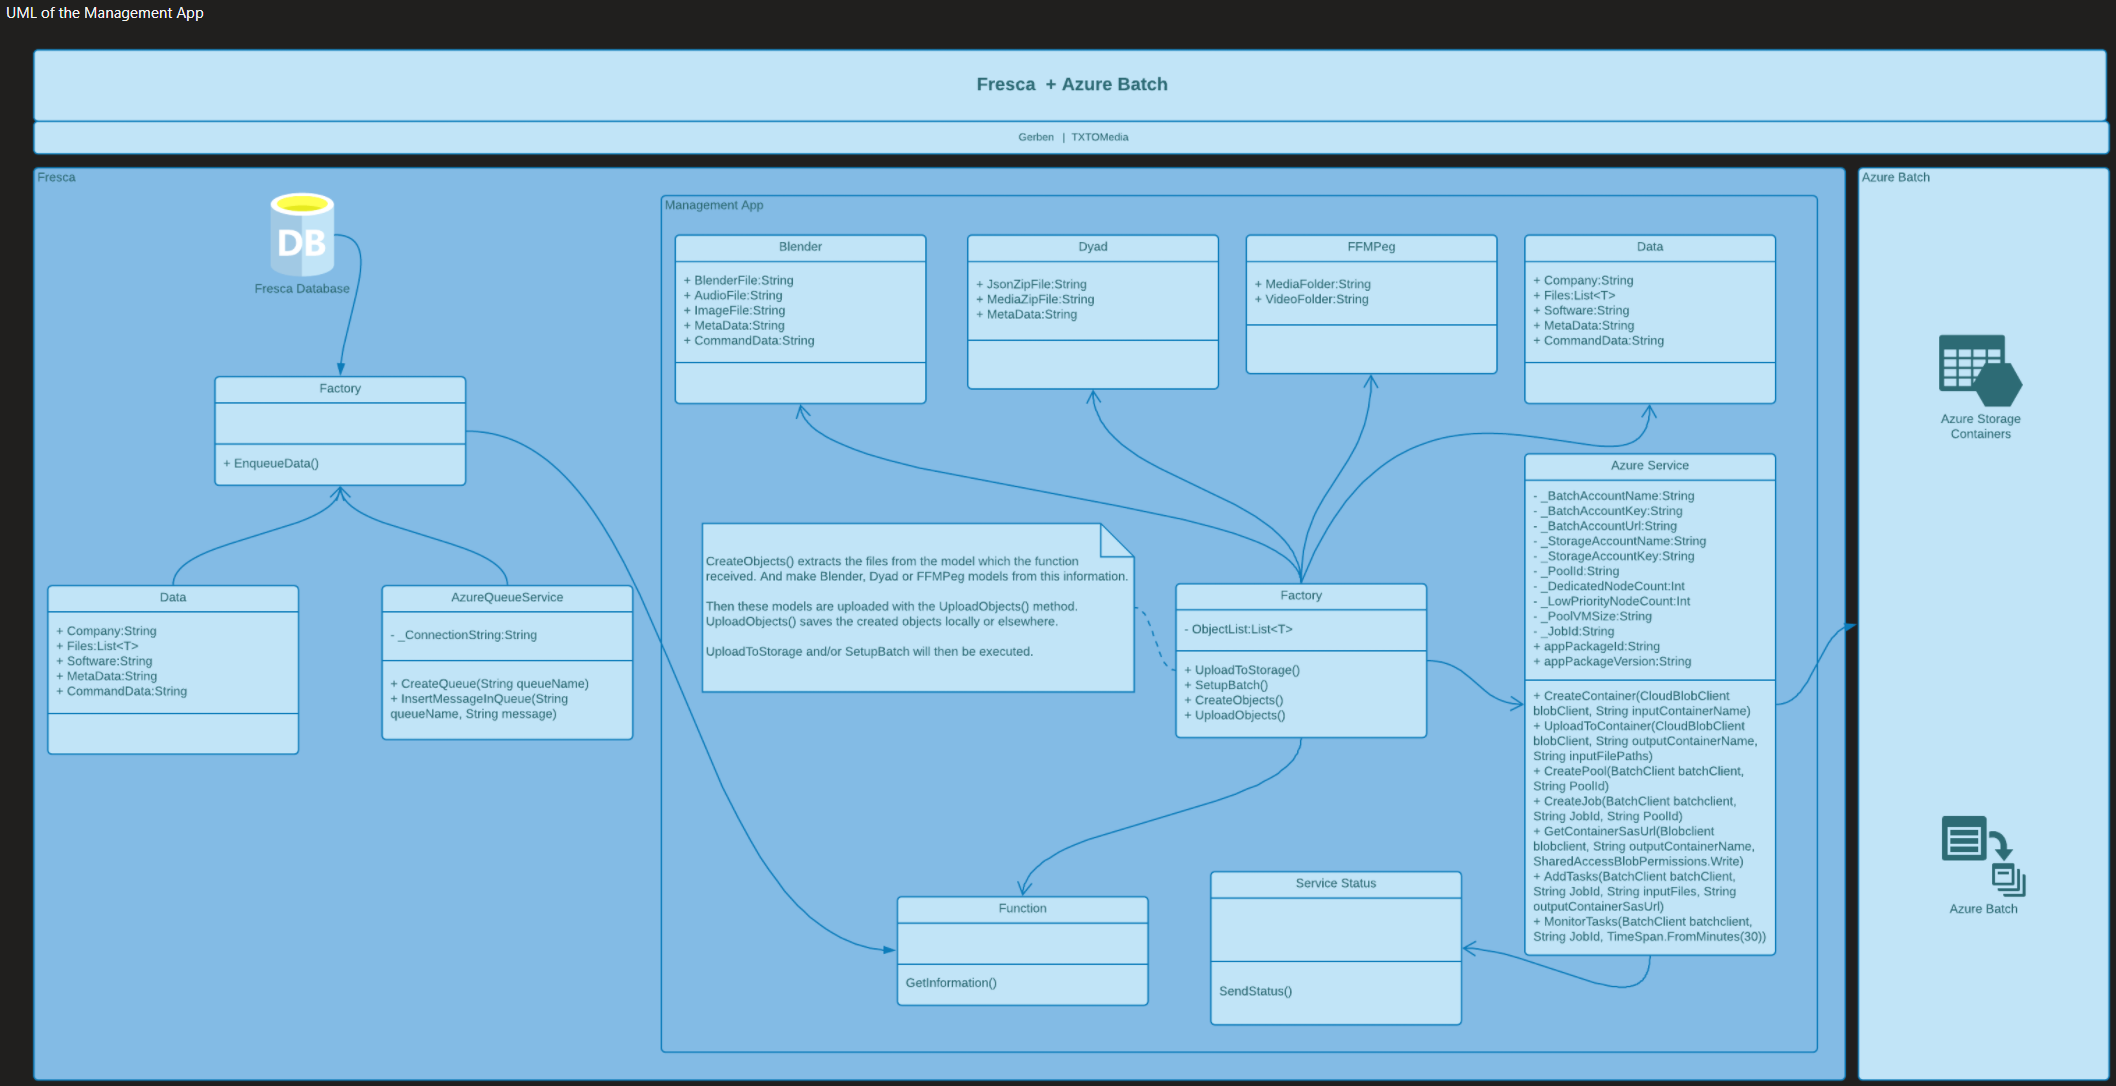 UML of the Management App
Fresca + Azure Batch
Gerben | TXTOMedia
Fresca
DB
Fresca Database
Factory
+ EnqueueData()
Data
+ Company:String
+ Files:List<T>
+ Software:String
+ MetaData:String
+ CommandData:String
AzureQueueService
- _ConnectionString:String
+ CreateQueue(String queueName)
+ InsertMessageInQueue(String
queueName, String message)
Management App
Blender
+ BlenderFile:String
+ AudioFile:String
+ ImageFile:String
+ MetaData:String
+ CommandData:String
Dyad
+ JsonZipFile:String
+ MediaZipFile:String
+ MetaData:String
FFMPeg
+ MediaFolder:String
+ VideoFolder:String
Data
+ Company:String
+ Files:List<T>
+ Software:String
+ MetaData:String
+ CommandData:String
CreateObjects() extracts the files from the model which the function
received. And make Blender, Dyad or FFMPeg models from this information.
Then these models are uploaded with the UploadObjects() method.
UploadObjects() saves the created objects locally or elsewhere.
UploadToStorage and/or SetupBatch will then be executed.
Factory
- ObjectList:List<T>
+ UploadToStorage()
+ SetupBatch()
+ CreateObjects()
+ UploadObjects()
Azure Service
- _BatchAccountName:String
- _BatchAccountKey:String
- _BatchAccountUrl:String
- _StorageAccountName:String
- _StorageAccountKey:String
- _PoolId:String
- _DedicatedNodeCount:Int
- _LowPriorityNodeCount:Int
- _PoolVMSize:String
- _JobId:String
+ appPackageId:String
+ appPackageVersion:String
+ CreateContainer(CloudBlobClient
blobClient, String inputContainerName)
+ UploadToContainer(CloudBlobClient
blobClient, String outputContainerName,
String inputFilePaths)
+ CreatePool(BatchClient batchClient,
String PoolId)
+ CreateJob(BatchClient batchclient,
String JobId, String PoolId)
+ GetContainerSasUrl(Blobclient
blobclient, String outputContainerName,
SharedAccessBlobPermissions.Write)
+ AddTasks(BatchClient batchClient,
String JobId, String inputFiles, String
outputContainerSasUrl)
+ MonitorTasks(BatchClient batchclient,
String JobId, TimeSpan.FromMinutes(30))
Function
GetInformation()
Service Status
SendStatus()
Azure Batch
Azure Storage
Containers
Azure Batch